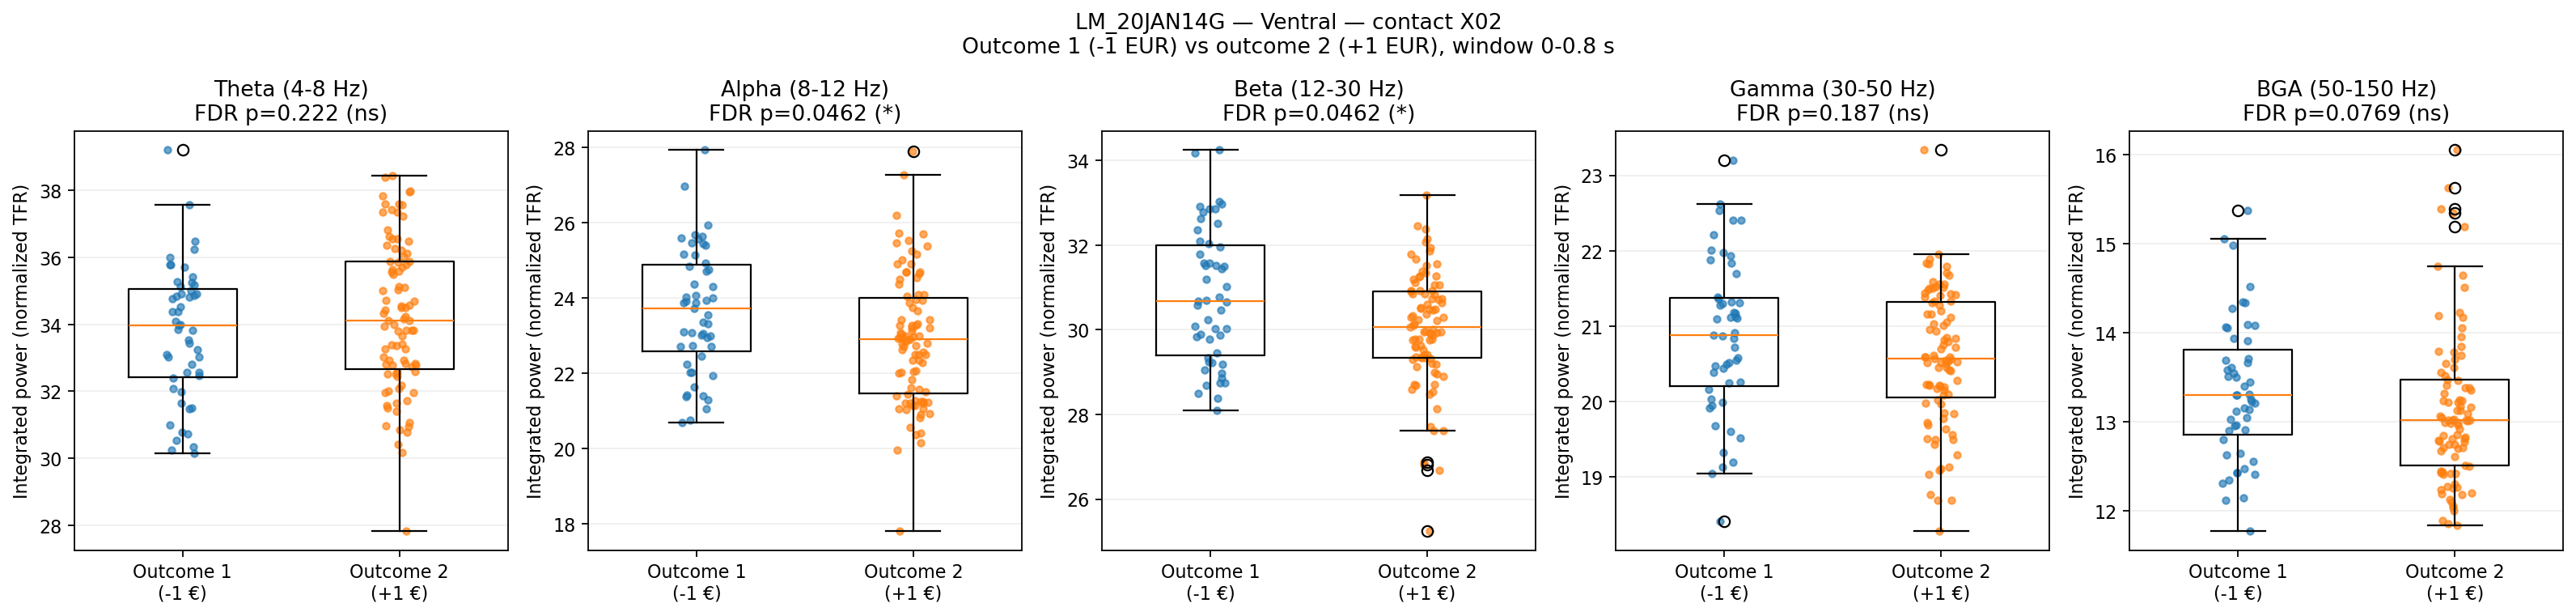 LM_20JAN14G — Ventral — contact X02
Outcome 1 (-1 EUR) vs outcome 2 (+1 EUR), window 0-0.8 s
Theta (4-8 Hz)
FDR p=0.222 (ns)
Integrated power (normalized TFR)
38
36
34
32
30
28
Outcome 1
(-1 €)
Outcome 2
(+1 €)
Alpha (8-12 Hz)
FDR p=0.0462 (*)
Integrated power (normalized TFR)
28
26
24
22
20
18
Outcome 1
(-1 €)
Outcome 2
(+1 €)
Beta (12-30 Hz)
FDR p=0.0462 (*)
Integrated power (normalized TFR)
34
32
30
28
26
Outcome 1
(-1 €)
Outcome 2
(+1 €)
Gamma (30-50 Hz)
FDR p=0.187 (ns)
Integrated power (normalized TFR)
23
22
21
20
19
Outcome 1
(-1 €)
Outcome 2
(+1 €)
BGA (50-150 Hz)
FDR p=0.0769 (ns)
Integrated power (normalized TFR)
16
15
14
13
12
Outcome 1
(-1 €)
Outcome 2
(+1 €)